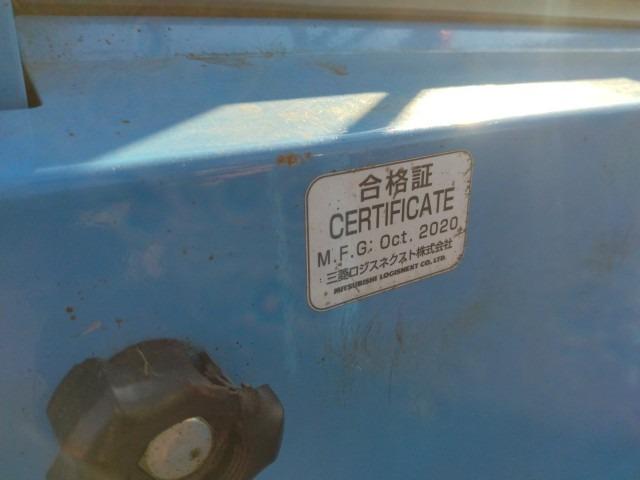 合格証
CERTIFICATE
M.F.G: Oct. 2020
三菱ロジスネクスト株式会社
MITSUBISHI LOGISNEXT CO., LTD.